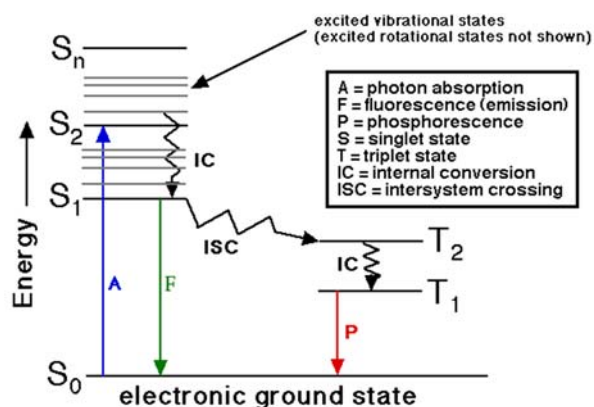 excited vibrational states
(excited rotational states not shown)
Sn
A = photon absorption
F = fluorescence (emission)
P = phosphorescence
S = singlet state
T = triplet state
IC = internal conversion
ISC = intersystem crossing
S2
IC
S1
ISC
T2
IC
T1
Energy
A
F
P
S0
electronic ground state